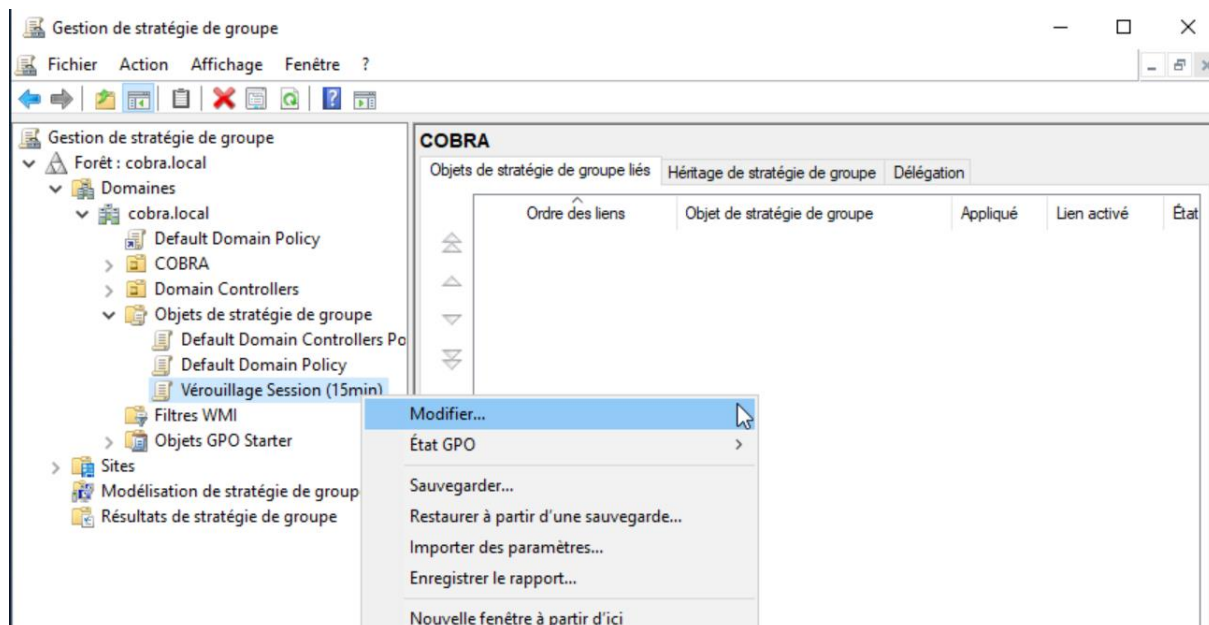 Gestion de stratégie de groupe
Fichier Action Affichage Fenêtre ?
Gestion de stratégie de groupe
Forêt : cobra.local
Domaines
cobra.local
Default Domain Policy
COBRA
Domain Controllers
Objets de stratégie de groupe
Default Domain Controllers Po
Default Domain Policy
Vérouillage Session (15min)
Filtres WMI
Objets GPO Starter
Sites
Modélisation de stratégie de group
Résultats de stratégie de groupe
COBRA
Objets de stratégie de groupe liés Héritage de stratégie de groupe Délégation
Ordre des liens Objet de stratégie de groupe Appliqué Lien activé État
Modifier...
État GPO
Sauvegarder...
Restaurer à partir d'une sauvegarde...
Importer des paramètres...
Enregistrer le rapport...
Nouvelle fenêtre à partir d'ici